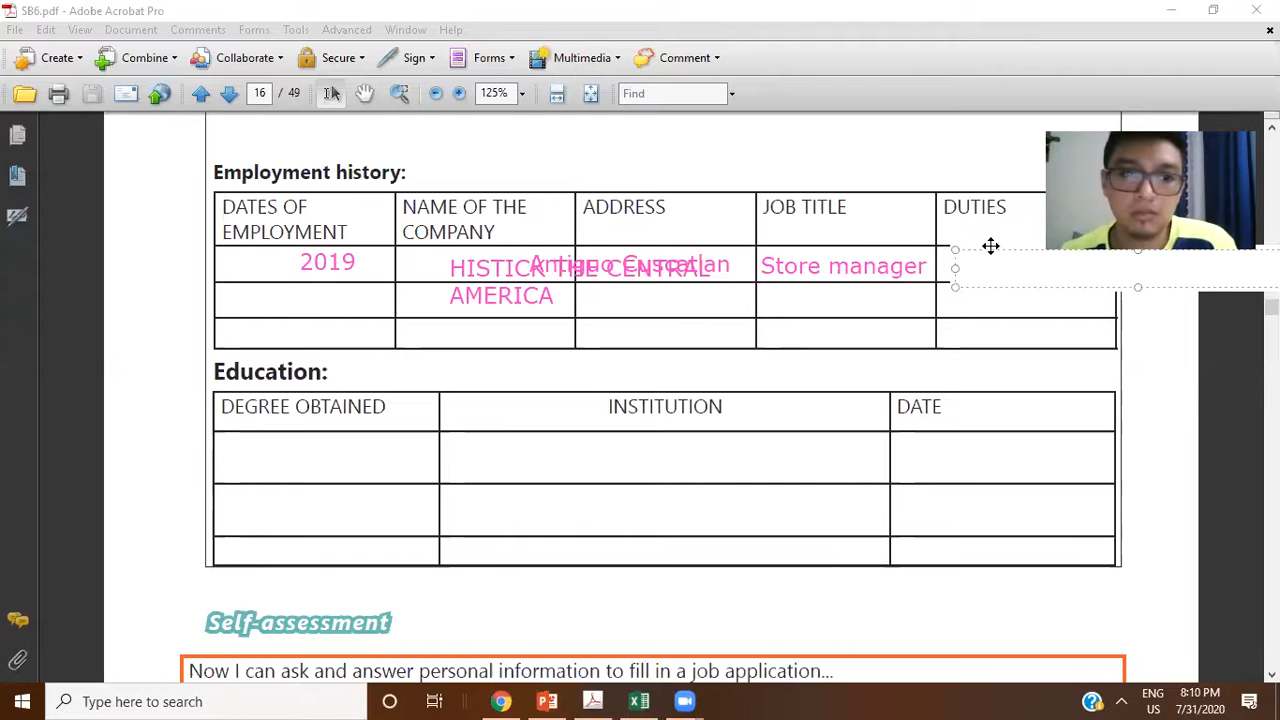 SB6.pdf - Adobe Acrobat Pro
File Edit View Document Comments Forms Tools Advanced Window Help
Create Combine Collaborate Secure Sign Forms Multimedia Comment
16 / 49 125% Find
Employment history:
DATES OF EMPLOYMENT NAME OF THE COMPANY ADDRESS JOB TITLE DUTIES
2019 HISTICR THE CENTRAL AMERICA Antiguo Cuscatlan Store manager
Education:
DEGREE OBTAINED INSTITUTION DATE
Self-assessment
Now I can ask and answer personal information to fill in a job application...
Type here to search
ENG 8:10 PM
US 7/31/2020